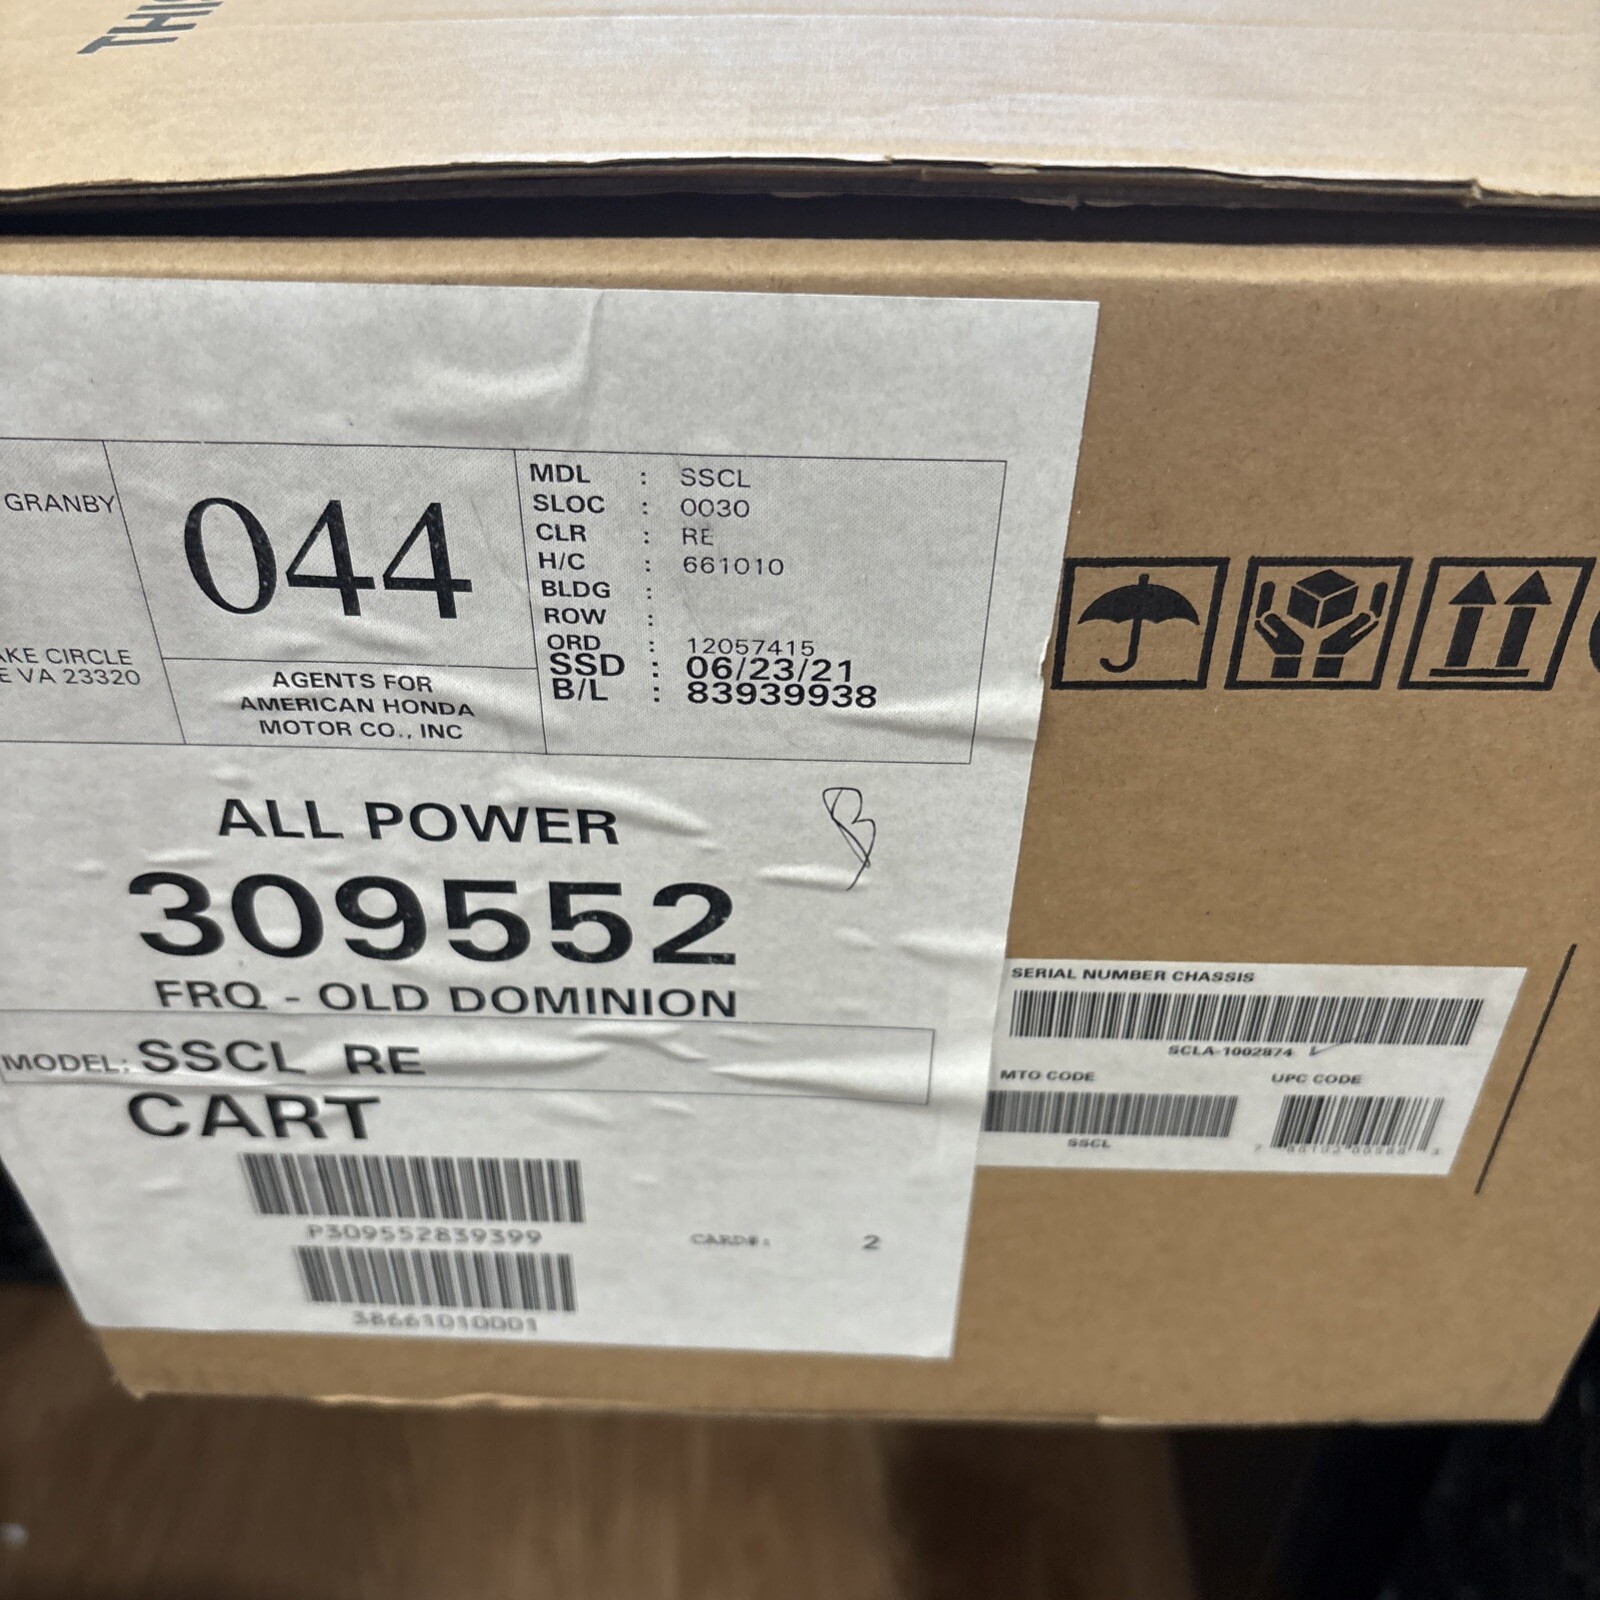 THIS
GRANBY
AKE CIRCLE
E VA 23320
044
AGENTS FOR
AMERICAN HONDA
MOTOR CO., INC
MDL : SSCL
SLOC : 0030
CLR : RE
H/C : 661010
BLDG :
ROW :
ORD : 12057415
SSD : 06/23/21
B/L : 83939938
ALL POWER
B
309552
FRQ - OLD DOMINION
MODEL: SSCL RE
CART
P309552839399
CARD#: 2
38661010001
SERIAL NUMBER CHASSIS
SCLA-1002874
MTO CODE
UPC CODE
SSCL